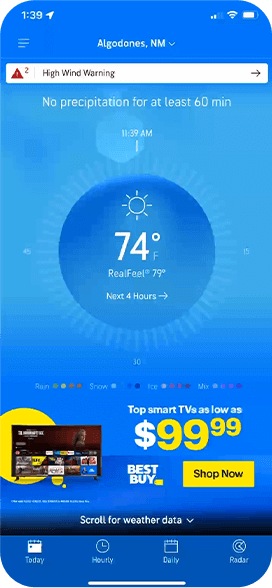 1:39
Algodones, NM
2
High Wind Warning
No precipitation for at least 60 min
11:39 AM
45
15
74°
F
RealFeel® 79°
Next 4 Hours
30
Rain
Snow
Ice
Mix
Top smart TVs as low as
$99.99
BEST
BUY
Shop Now
Scroll for weather data
Today
Hourly
Daily
Radar